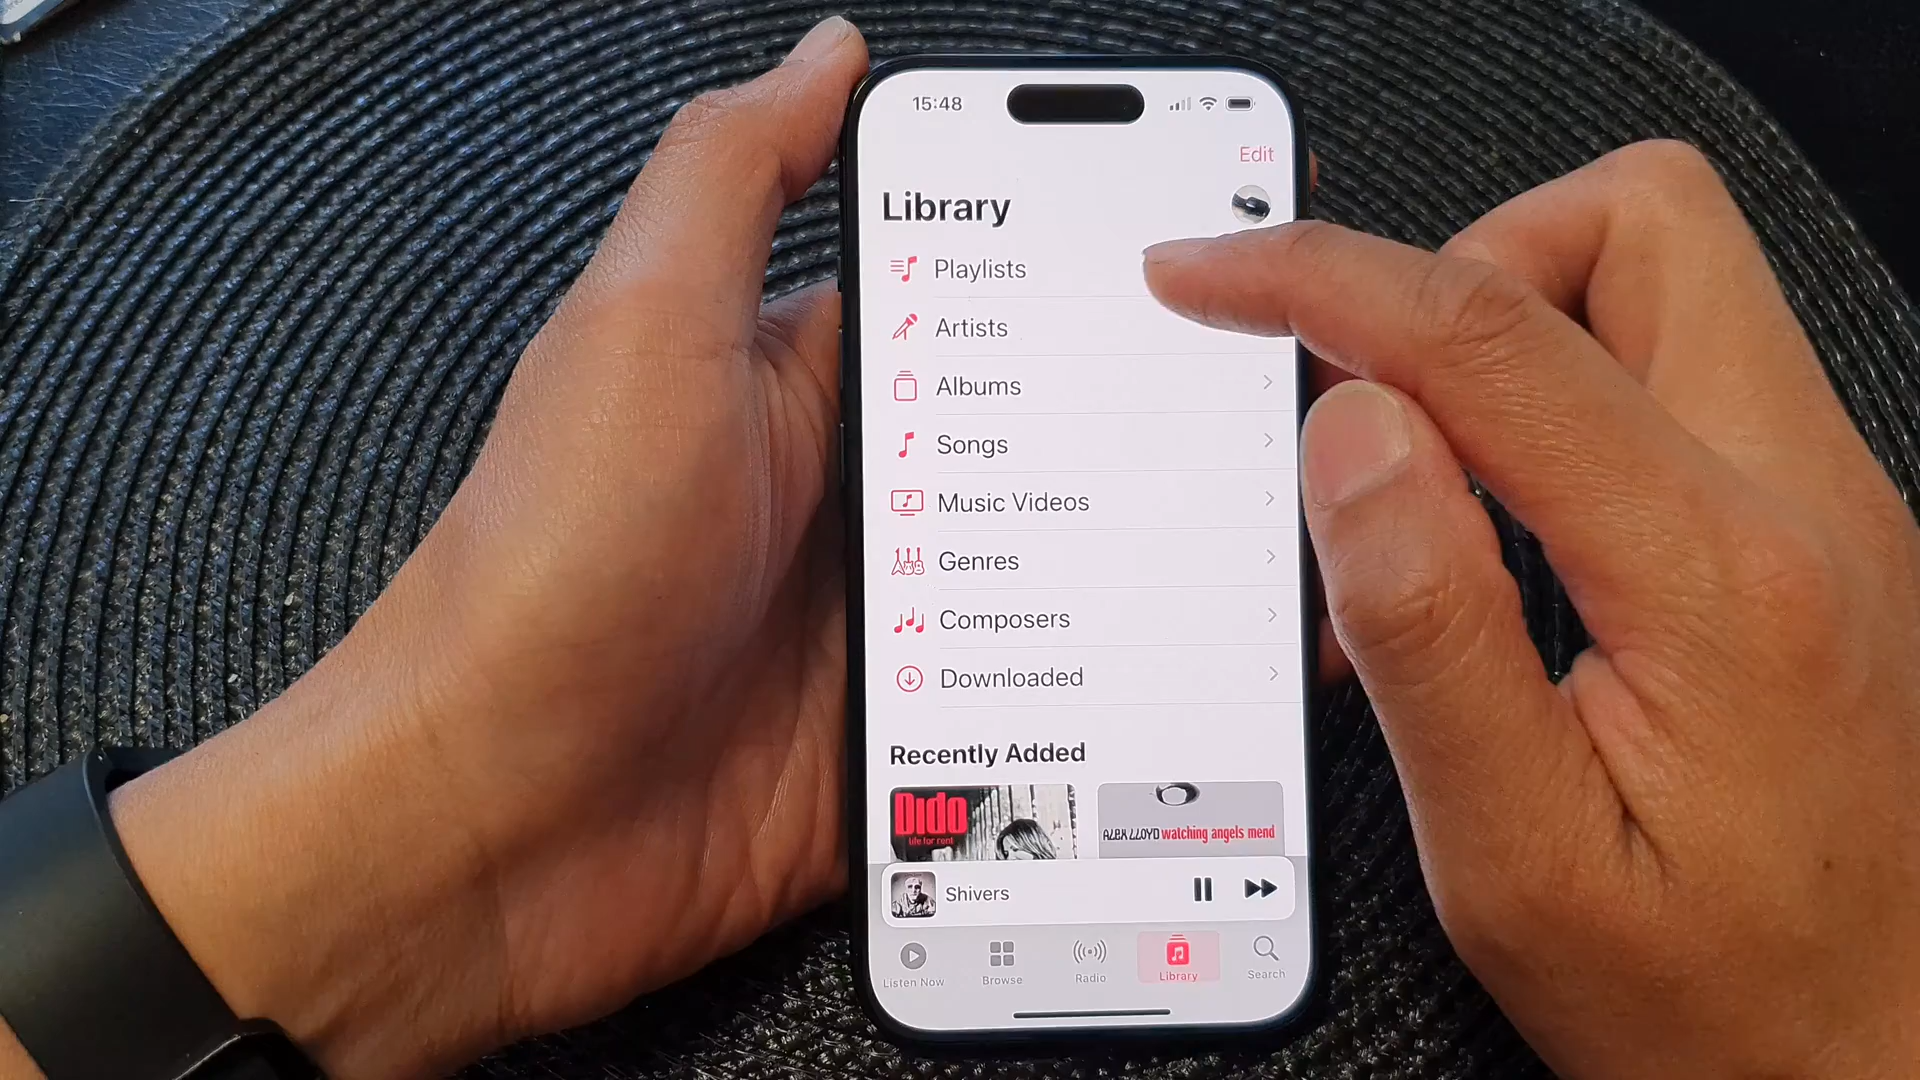 15:48
Edit
Library
Playlists
Artists
Albums
Songs
Music Videos
Genres
Composers
Downloaded
Recently Added
Dido
life for rent
ALEX LLOYD watching angels mend
Shivers
Listen Now
Browse
Radio
Library
Search